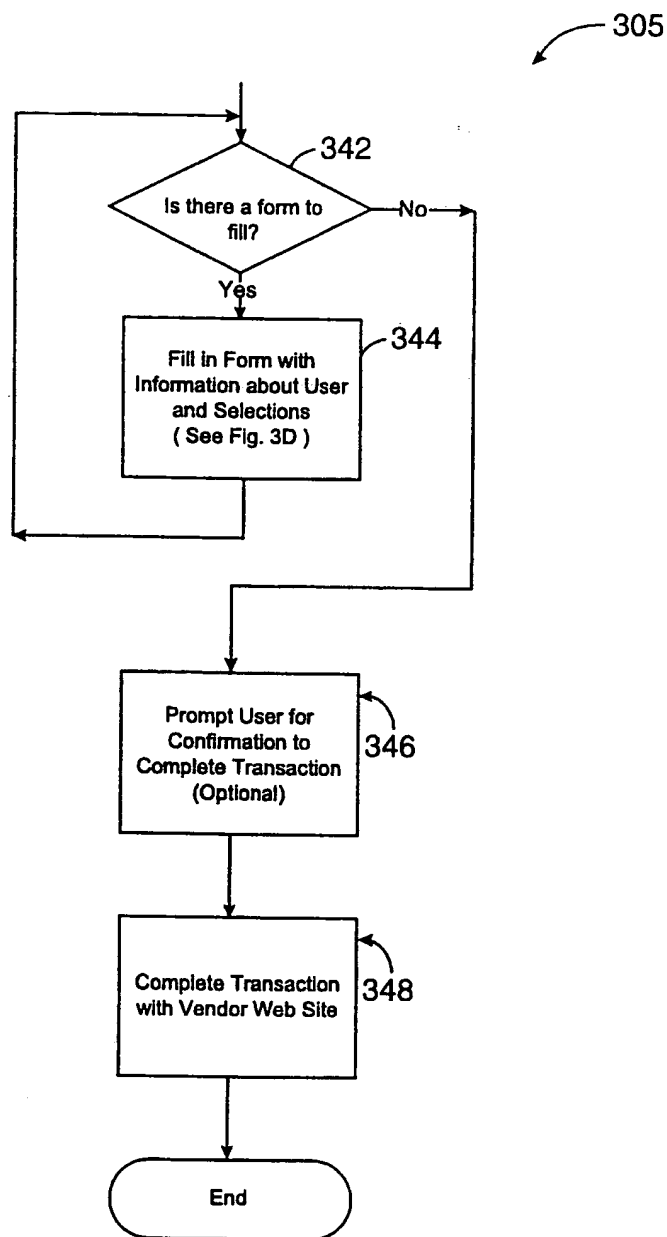 305
342
Is there a form to
fill?
No
Yes
344
Fill in Form with
Information about User
and Selections
( See Fig. 3D )
Prompt User for
Confirmation to
Complete Transaction
(Optional)
346
Complete Transaction
with Vendor Web Site
348
End